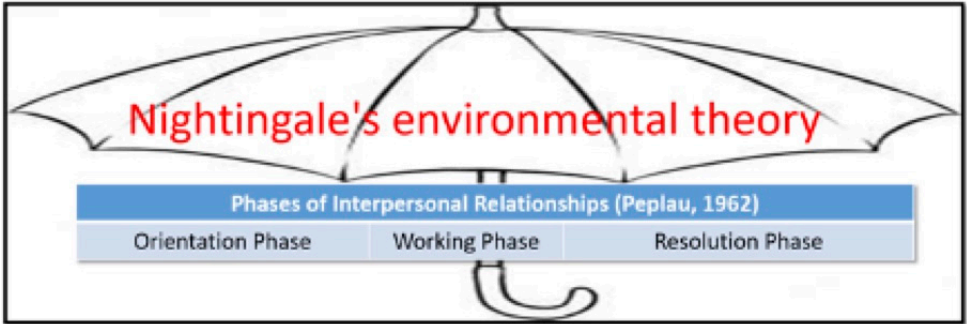 Nightingale's environmental theory
Phases of Interpersonal Relationships (Peplau, 1962)
Orientation Phase Working Phase Resolution Phase